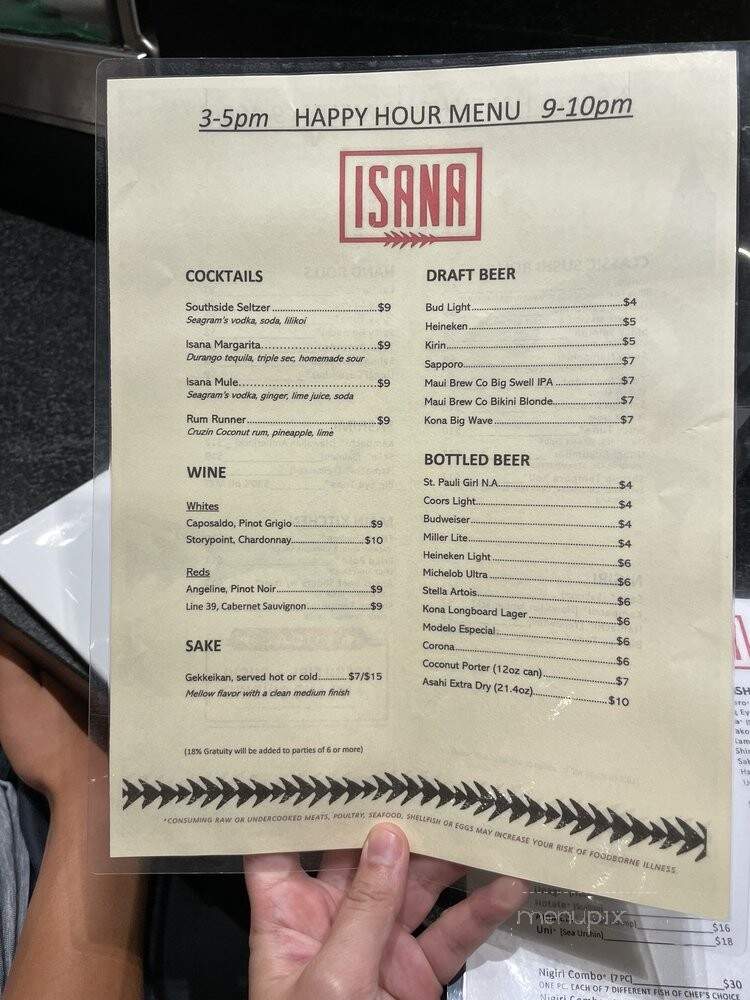 3-5pm HAPPY HOUR MENU 9-10pm
ISANA
COCKTAILS
Southside Seltzer $9
Seagram's vodka, soda, lilikoi
Isana Margarita $9
Durango tequila, triple sec, homemade sour
Isana Mule $9
Seagram's vodka, ginger, lime juice, soda
Rum Runner $9
Cruzin Coconut rum, pineapple, lime
WINE
Whites
Caposaldo, Pinot Grigio $9
Storypoint, Chardonnay $10
Reds
Angeline, Pinot Noir $9
Line 39, Cabernet Sauvignon $9
SAKE
Gekkeikan, served hot or cold $7/$15
Mellow flavor with a clean medium finish
(18% Gratuity will be added to parties of 6 or more)
DRAFT BEER
Bud Light $4
Heineken $5
Kirin $5
Sapporo $7
Maui Brew Co Big Swell IPA $7
Maui Brew Co Bikini Blonde $7
Kona Big Wave $7
BOTTLED BEER
St. Pauli Girl N.A. $4
Coors Light $4
Budweiser $4
Miller Lite $4
Heineken Light $6
Michelob Ultra $6
Stella Artois $6
Kona Longboard Lager $6
Modelo Especial $6
Corona $6
Coconut Porter (12oz can) $7
Asahi Extra Dry (21.4oz) $10
*CONSUMING RAW OR UNDERCOOKED MEATS, POULTRY, SEAFOOD, SHELLFISH OR EGGS MAY INCREASE YOUR RISK OF FOODBORNE ILLNESS.
menupix
$16
Uni* (Sea Urchin) $18
Nigiri Combo* (7 PC) $30
ONE PC. EACH OF 7 DIFFERENT FISH OF CHEF'S CHOICE